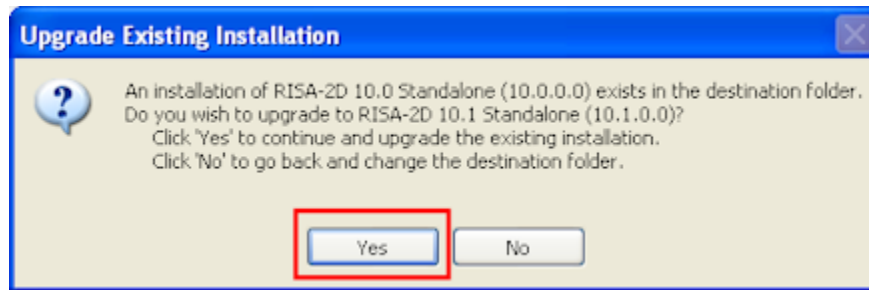 Upgrade Existing Installation
An installation of RISA-2D 10.0 Standalone (10.0.0.0) exists in the destination folder.
Do you wish to upgrade to RISA-2D 10.1 Standalone (10.1.0.0)?
Click 'Yes' to continue and upgrade the existing installation.
Click 'No' to go back and change the destination folder.
Yes
No